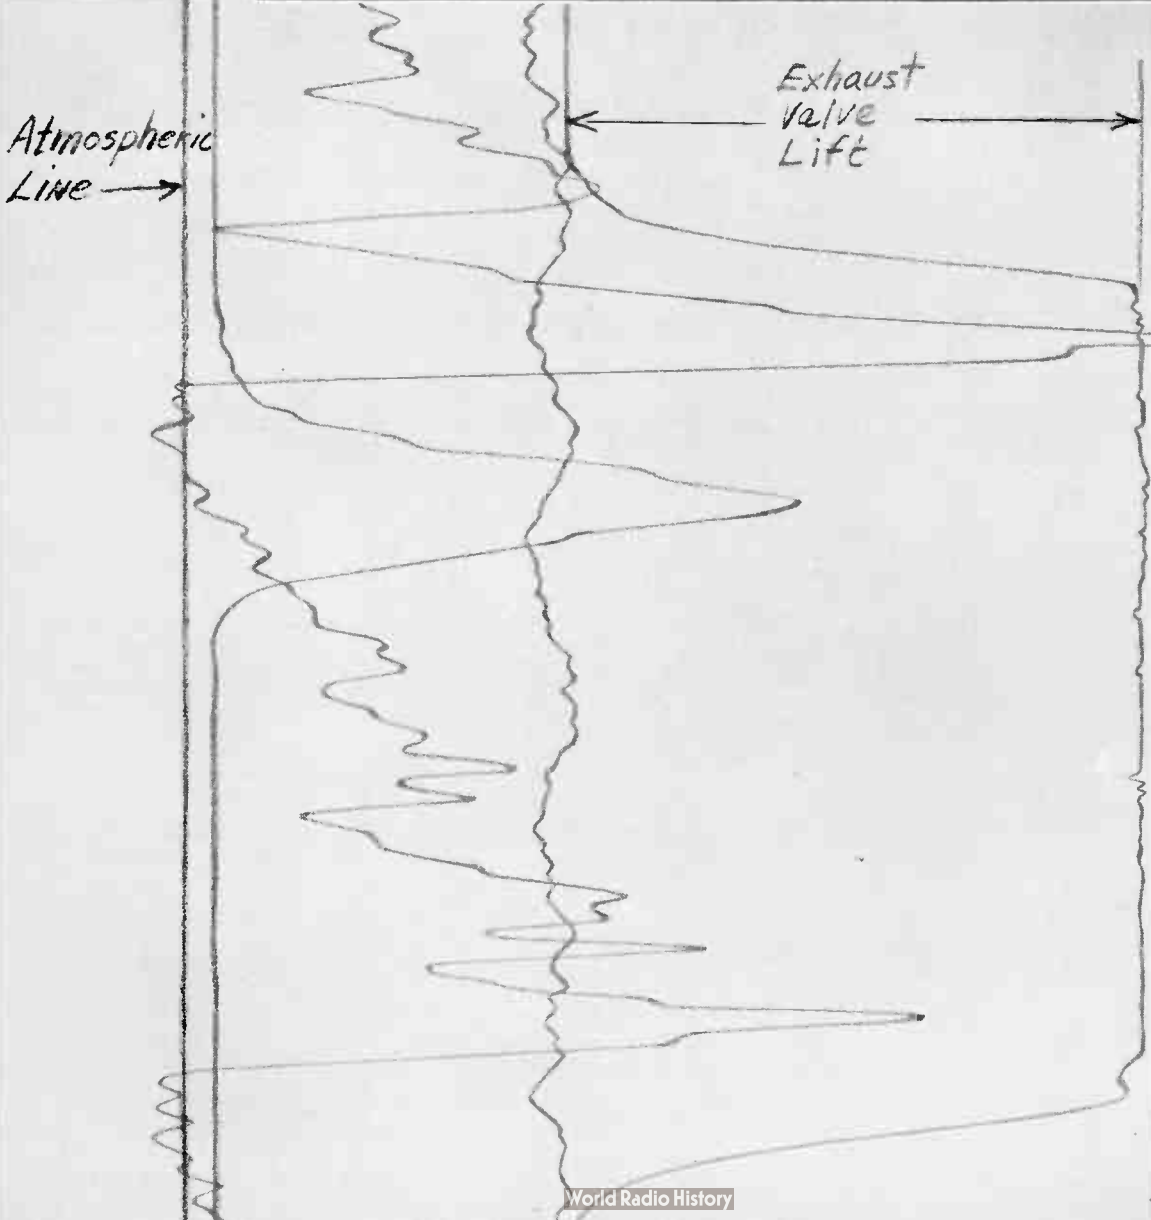 Atmospheric
Line
Exhaust
Valve
Lift
World Radio History